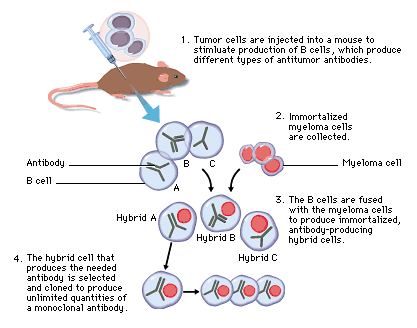 1. Tumor cells are injected into a mouse to
stimluate production of B cells, which produce
different types of antitumor antibodies.
2. Immortalized
myeloma cells
are collected.
B
C
Antibody
Myeloma cell
B cell
A
3. The B cells are fused
with the myeloma cells
to produce immortalized,
antibody-producing
hybrid cells.
Hybrid A
Hybrid B
Hybrid C
4. The hybrid cell that
produces the needed
antibody is selected
and cloned to produce
unlimited quantities of
a monoclonal antibody.